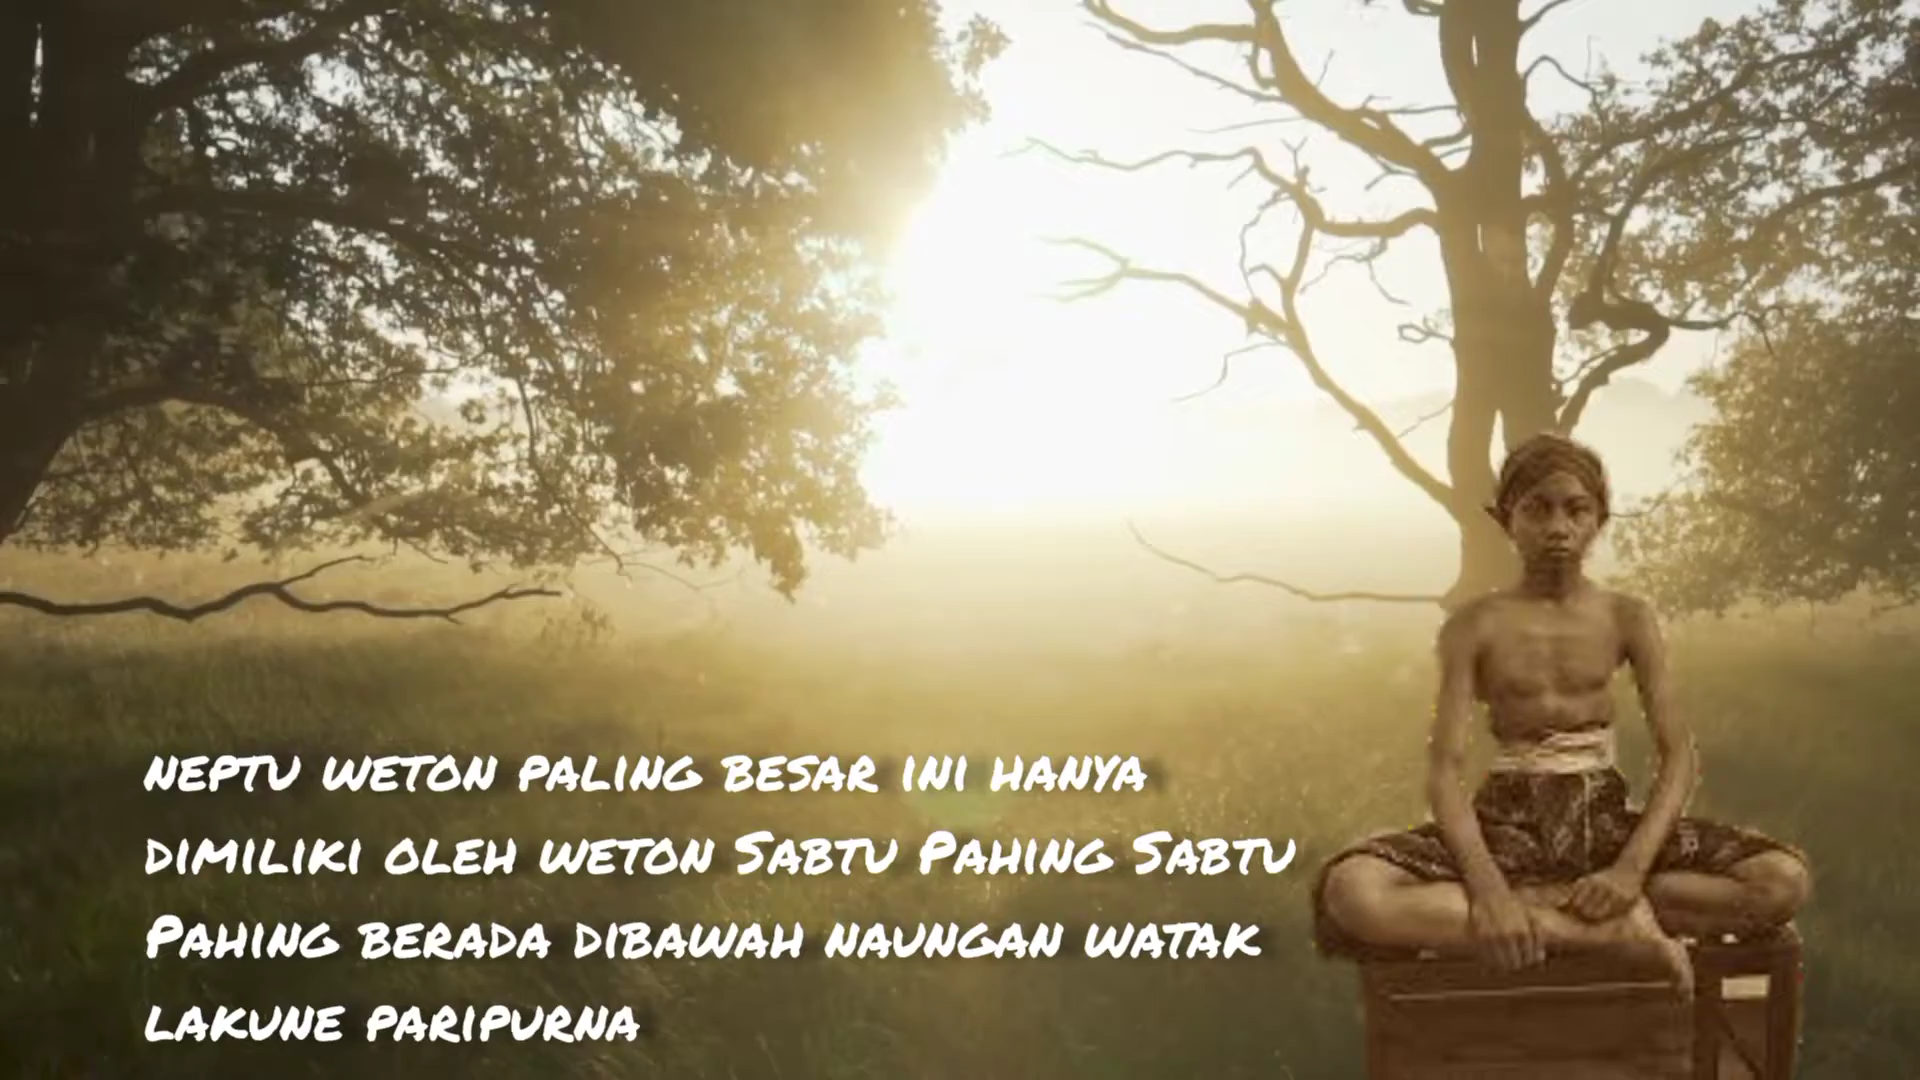 neptu weton paling besar ini hanya
dimiliki oleh weton Sabtu Pahing Sabtu
Pahing berada dibawah naungan watak
lakune paripurna